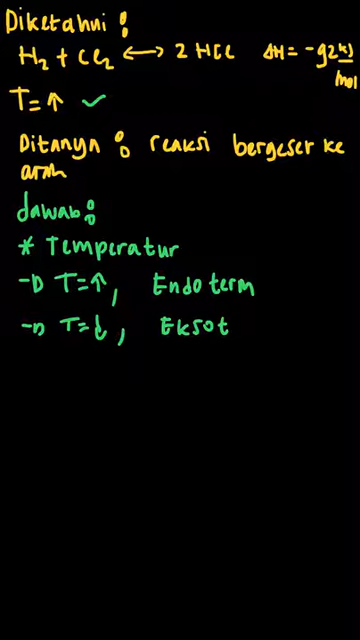 Diketahui :
H₂ + Cl₂ ⟷ 2 HCl ΔH = -92 kJ/mol
T = ↑ ✓
Ditanya : reaksi bergeser ke
arah
Jawab :
* Temperatur
→ T = ↑, Endoterm
→ T = ↓, Eksot